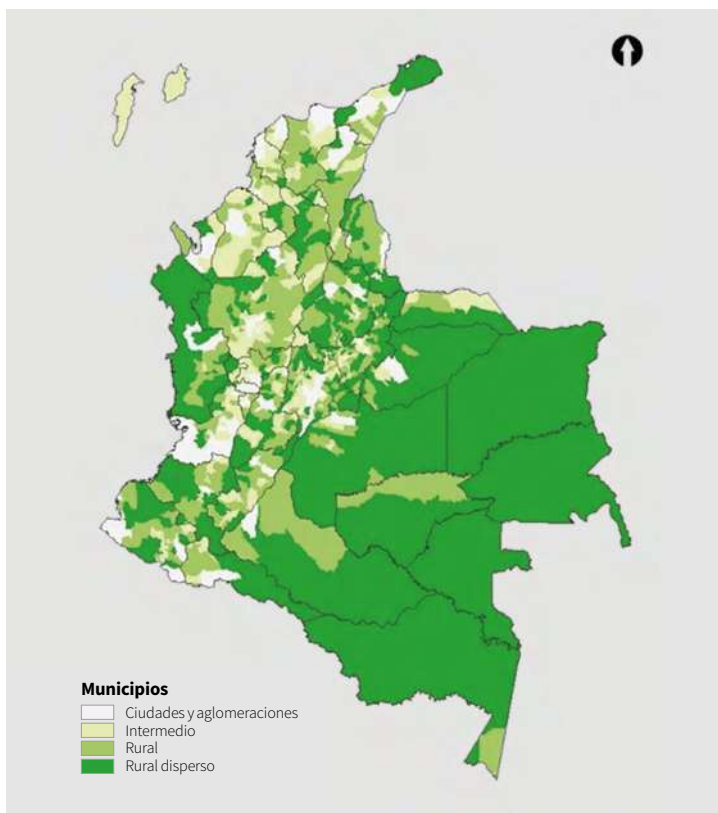 Municipios
Ciudades y aglomeraciones
Intermedio
Rural
Rural disperso